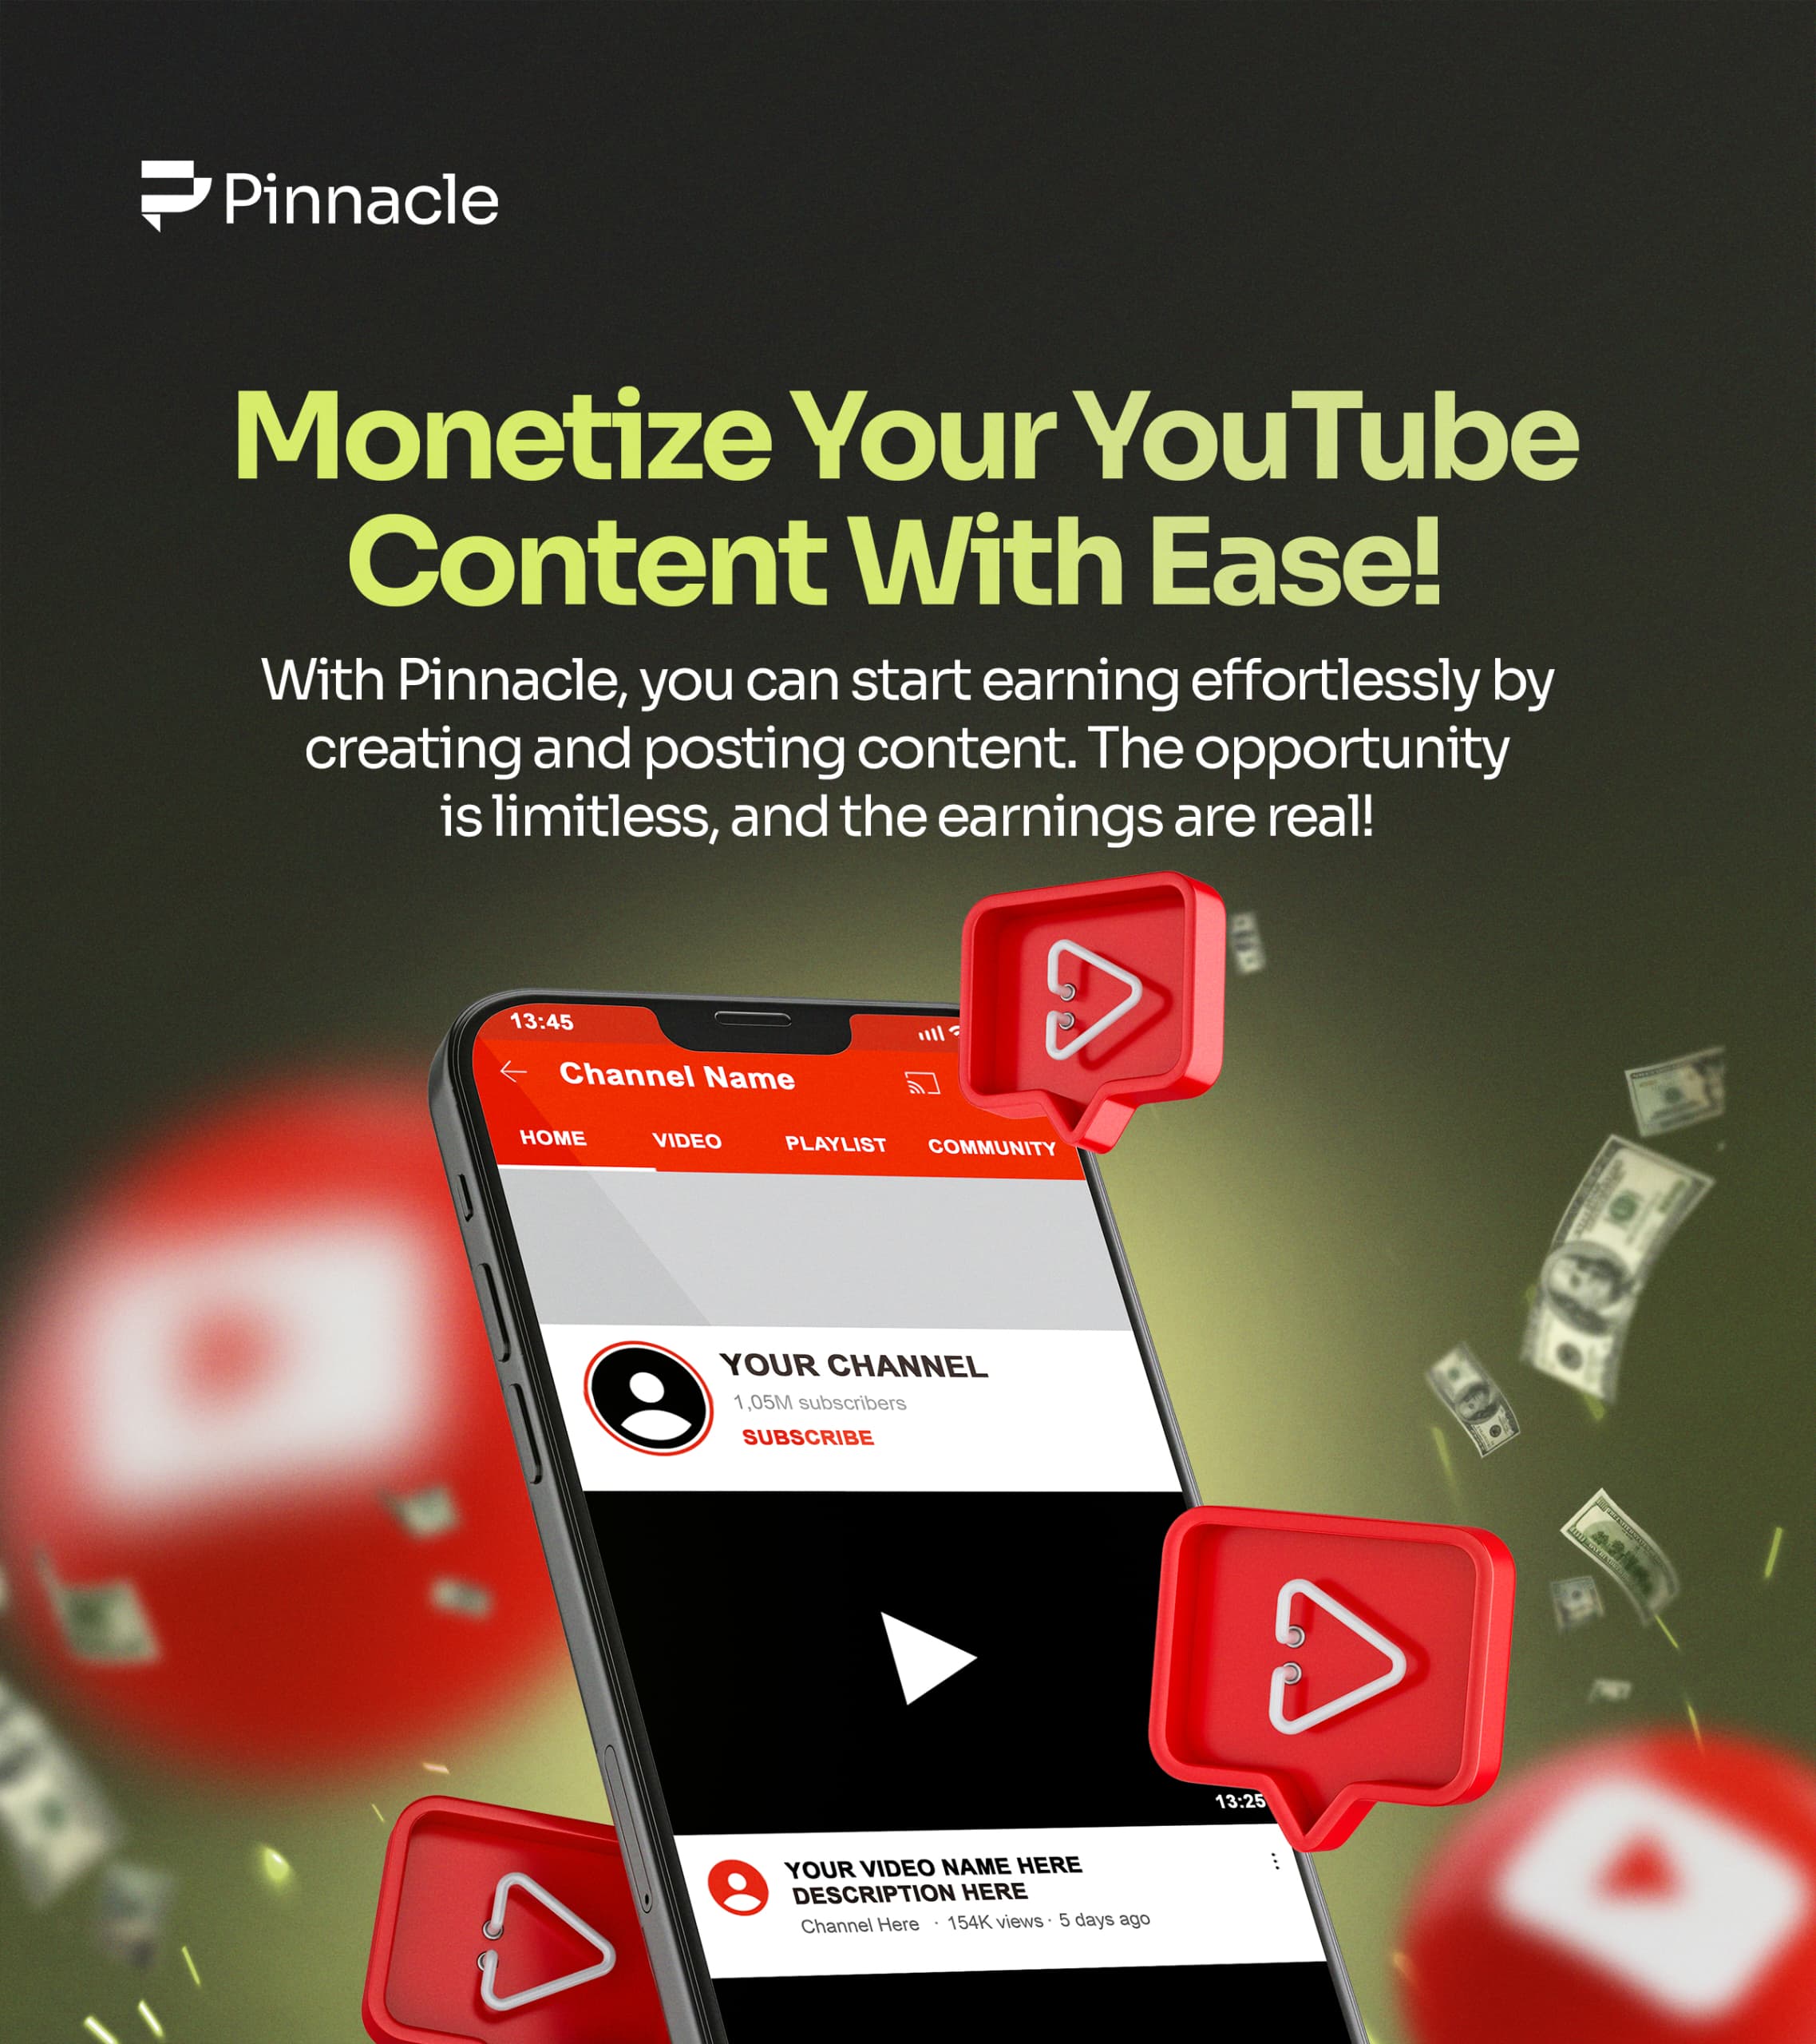 Pinnacle
Monetize Your YouTube
Content With Ease!
With Pinnacle, you can start earning effortlessly by
creating and posting content. The opportunity
is limitless, and the earnings are real!
13:45
Channel Name
HOME VIDEO PLAYLIST COMMUNITY
YOUR CHANNEL
1,05M subscribers
SUBSCRIBE
13:25
YOUR VIDEO NAME HERE
DESCRIPTION HERE
Channel Here · 154K views · 5 days ago